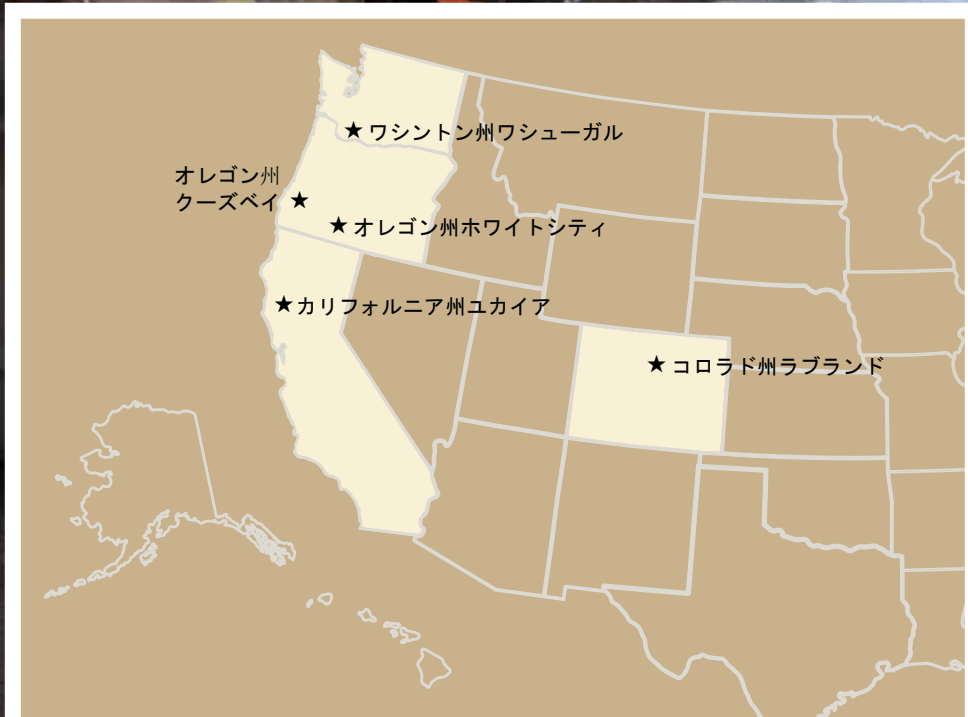 ★ワシントン州ワシューガル
オレゴン州
クーズベイ ★
★オレゴン州ホワイトシティ
★カリフォルニア州ユカイア
★コロラド州ラブランド